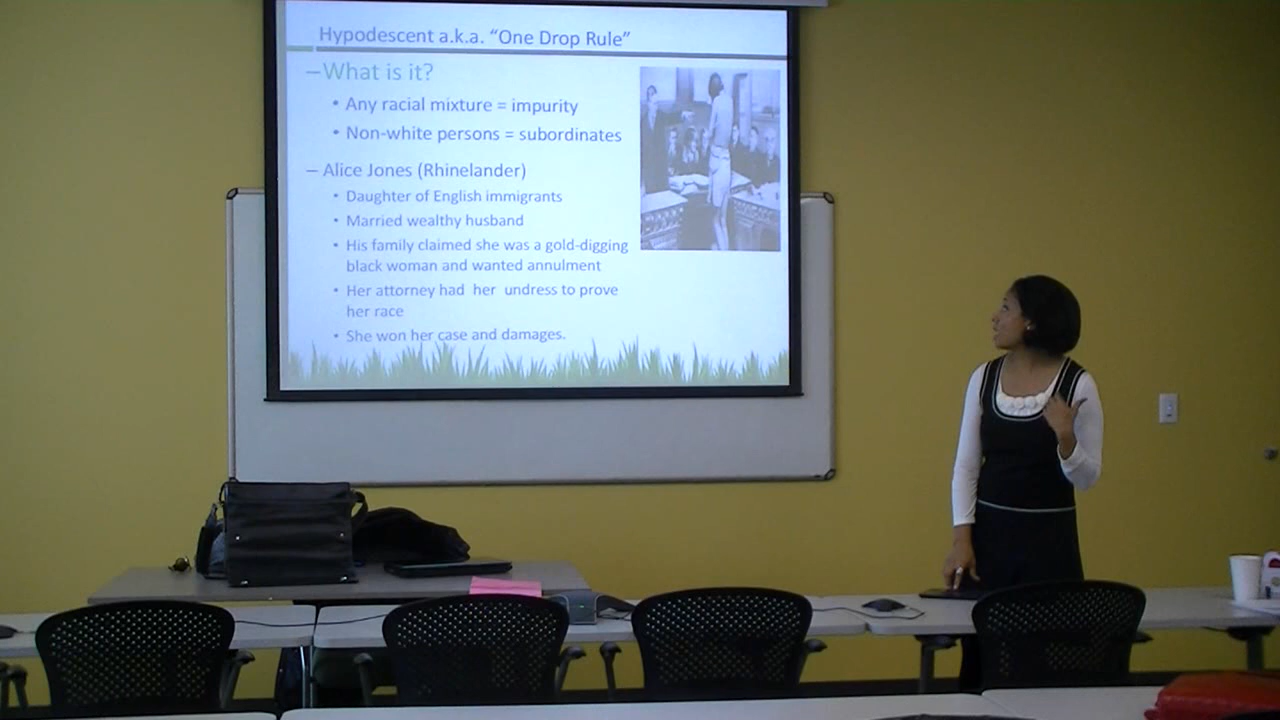 Hypodescent a.k.a. “One Drop Rule”
–What is it?
• Any racial mixture = impurity
• Non-white persons = subordinates
– Alice Jones (Rhinelander)
• Daughter of English immigrants
• Married wealthy husband
• His family claimed she was a gold-digging
black woman and wanted annulment
• Her attorney had her undress to prove
her race
• She won her case and damages.